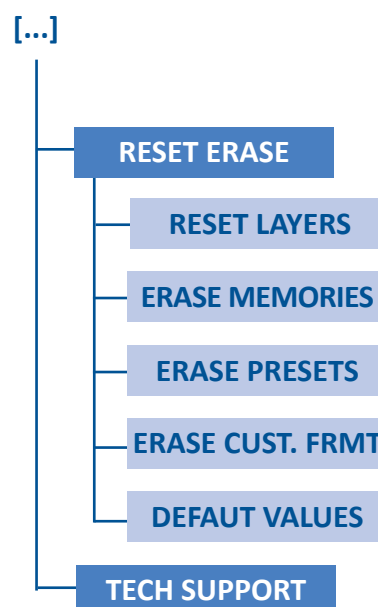 [...]
RESET ERASE
RESET LAYERS
ERASE MEMORIES
ERASE PRESETS
ERASE CUST. FRMT
DEFAUT VALUES
TECH SUPPORT